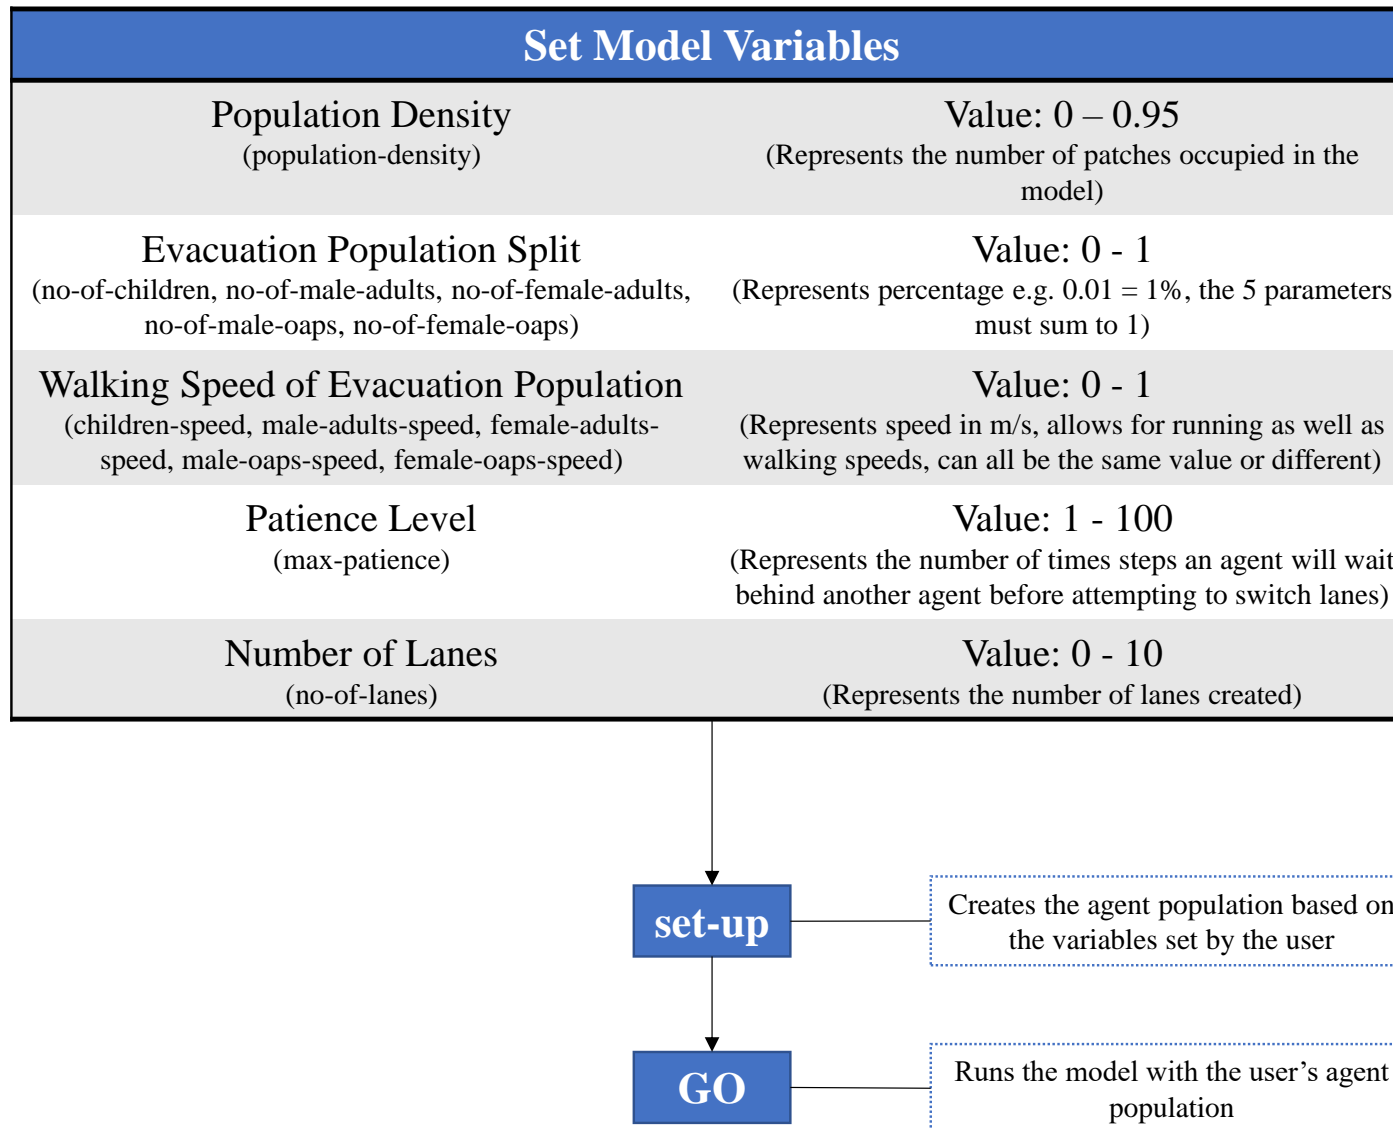 Set Model Variables
Population Density
(population-density)
Value: 0 – 0.95
(Represents the number of patches occupied in the
model)
Evacuation Population Split
(no-of-children, no-of-male-adults, no-of-female-adults,
no-of-male-oaps, no-of-female-oaps)
Value: 0 - 1
(Represents percentage e.g. 0.01 = 1%, the 5 parameters
must sum to 1)
Walking Speed of Evacuation Population
(children-speed, male-adults-speed, female-adults-
speed, male-oaps-speed, female-oaps-speed)
Value: 0 - 1
(Represents speed in m/s, allows for running as well as
walking speeds, can all be the same value or different)
Patience Level
(max-patience)
Value: 1 - 100
(Represents the number of times steps an agent will wait
behind another agent before attempting to switch lanes)
Number of Lanes
(no-of-lanes)
Value: 0 - 10
(Represents the number of lanes created)
set-up
Creates the agent population based on
the variables set by the user
GO
Runs the model with the user’s agent
population